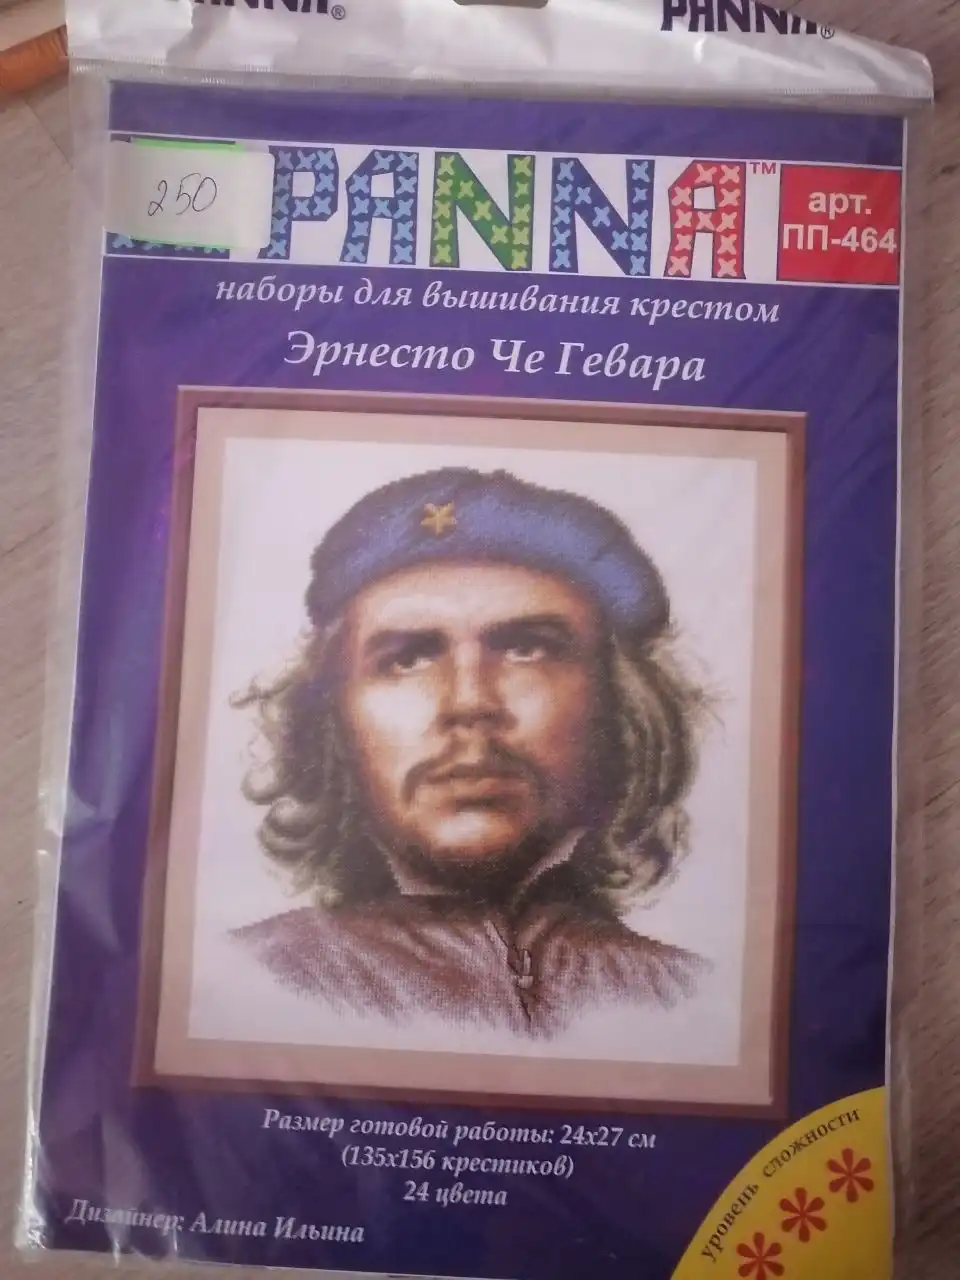 PANNA®
PANNA®
250
PANNA™
арт.
ПП-464
наборы для вышивания крестом
Эрнесто Че Гевара
Размер готовой работы: 24x27 см
(135x156 крестиков)
24 цвета
Дизайнер: Алина Ильина
уровень сложности